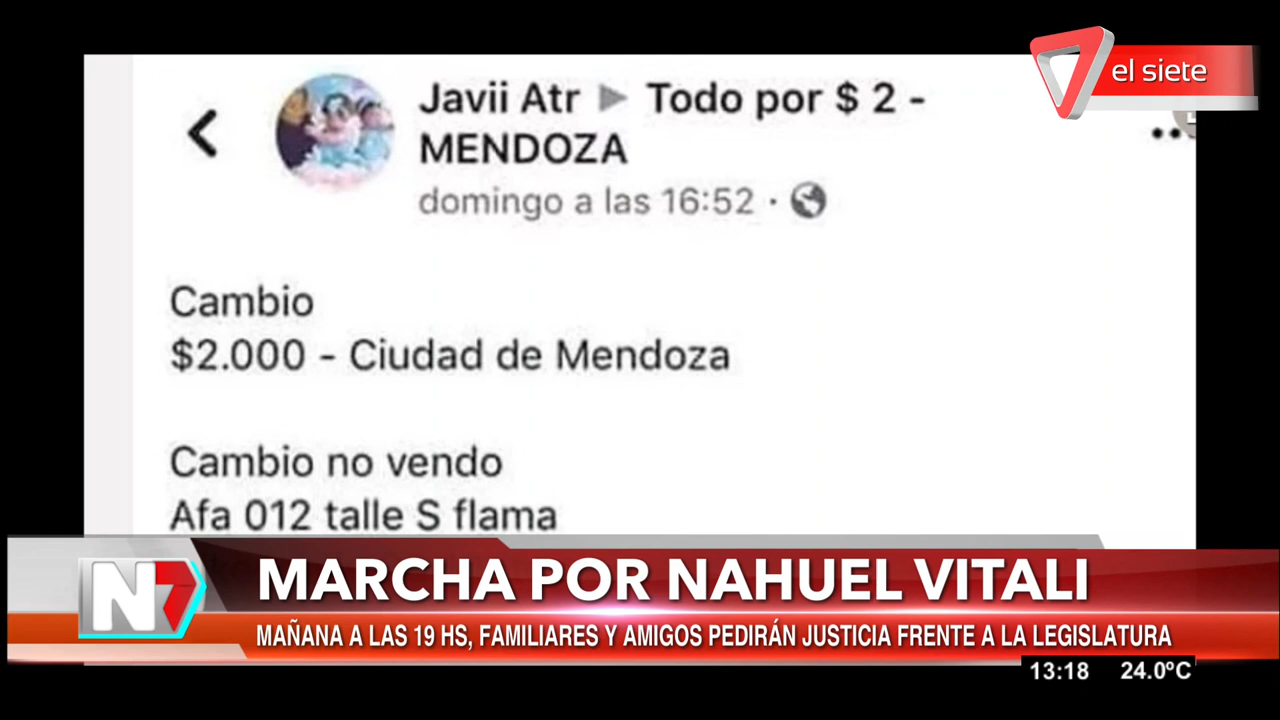 el siete
Javii Atr ▶ Todo por $ 2 -
MENDOZA
domingo a las 16:52 ·
Cambio
$2.000 - Ciudad de Mendoza
Cambio no vendo
Afa 012 talle S flama
N7
MARCHA POR NAHUEL VITALI
MAÑANA A LAS 19 HS, FAMILIARES Y AMIGOS PEDIRÁN JUSTICIA FRENTE A LA LEGISLATURA
13:18 24.0ºC